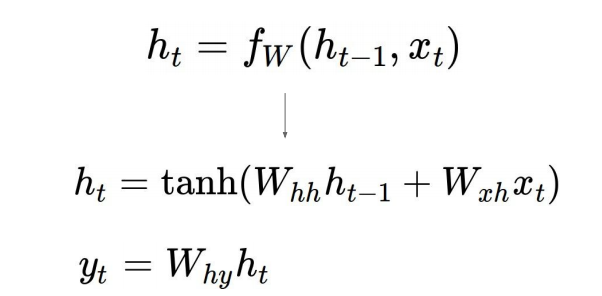 h_t = f_W(h_{t-1}, x_t)
h_t = tanh(W_{hh}h_{t-1} + W_{xh}x_t)
y_t = W_{hy}h_t